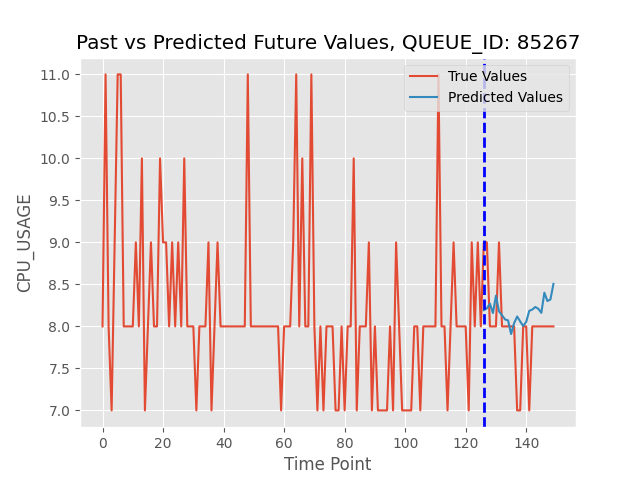 Past vs Predicted Future Values, QUEUE_ID: 85267
True Values
Predicted Values
11.0
10.5
10.0
9.5
9.0
8.5
8.0
7.5
7.0
CPU_USAGE
0 20 40 60 80 100 120 140
Time Point